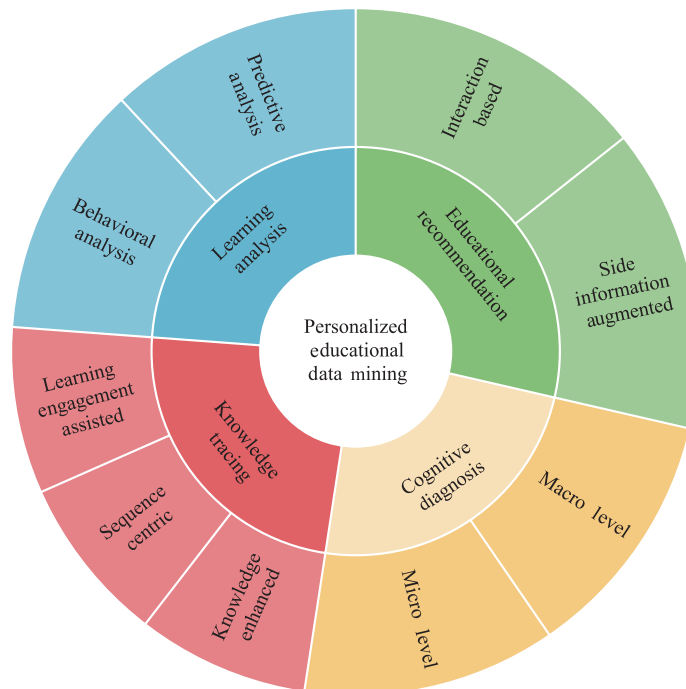 Personalized
educational
data mining
Educational
recommendation
Interaction
based
Side
information
augmented
Cognitive
diagnosis
Macro level
Micro level
Knowledge
tracing
Knowledge
enhanced
Sequence
centric
Learning
engagement
assisted
Learning
analysis
Behavioral
analysis
Predictive
analysis